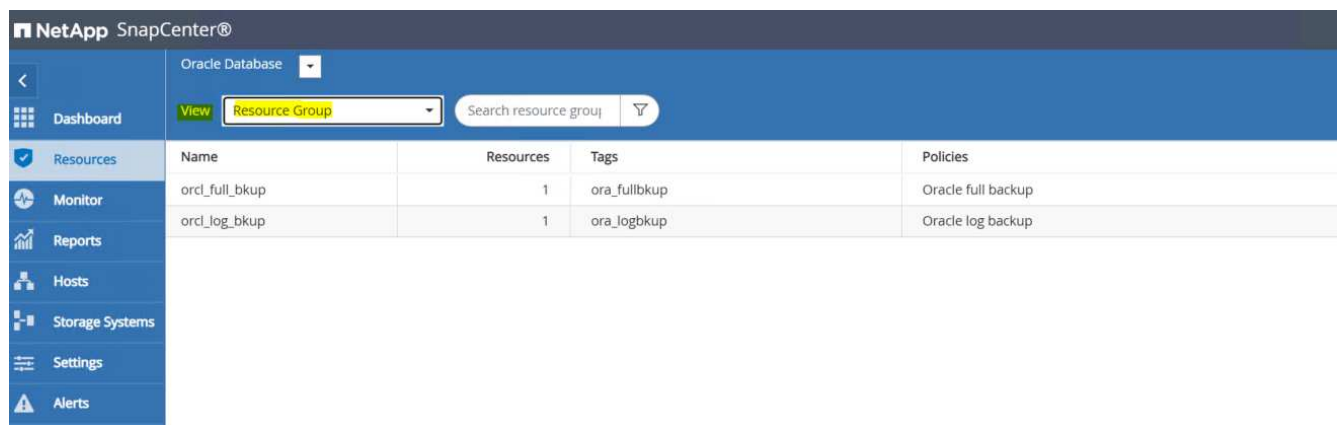 NetApp SnapCenter®
Oracle Database
View Resource Group Search resource group
Dashboard
Resources
Monitor
Reports
Hosts
Storage Systems
Settings
Alerts
Name Resources Tags Policies
orcl_full_bkup 1 ora_fullbkup Oracle full backup
orcl_log_bkup 1 ora_logbkup Oracle log backup